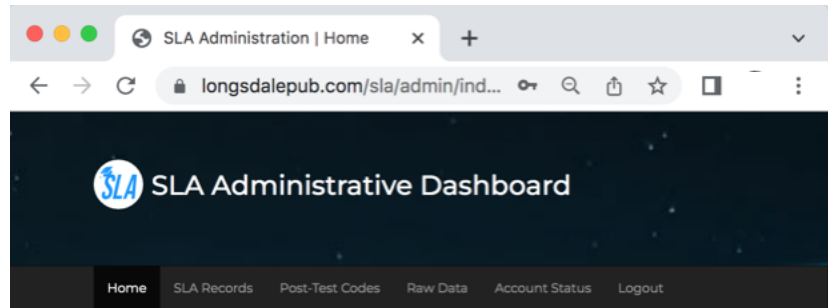 SLA Administration | Home
longsdalepub.com/sla/admin/ind...
SLA SLA Administrative Dashboard
Home SLA Records Post-Test Codes Raw Data Account Status Logout